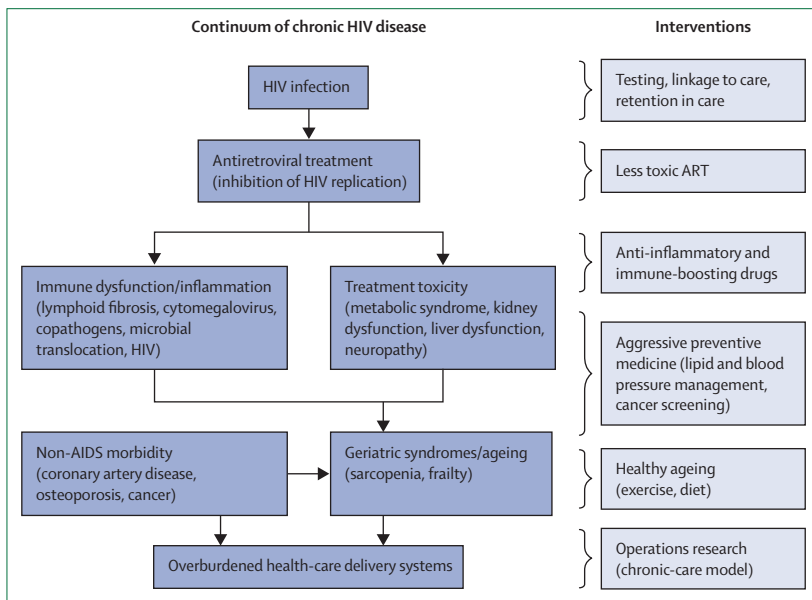 Continuum of chronic HIV disease
Interventions
HIV infection
Testing, linkage to care,
retention in care
Antiretroviral treatment
(inhibition of HIV replication)
Less toxic ART
Immune dysfunction/inflammation
(lymphoid fibrosis, cytomegalovirus,
copathogens, microbial
translocation, HIV)
Treatment toxicity
(metabolic syndrome, kidney
dysfunction, liver dysfunction,
neuropathy)
Anti-inflammatory and
immune-boosting drugs
Aggressive preventive
medicine (lipid and blood
pressure management,
cancer screening)
Non-AIDS morbidity
(coronary artery disease,
osteoporosis, cancer)
Geriatric syndromes/ageing
(sarcopenia, frailty)
Healthy ageing
(exercise, diet)
Overburdened health-care delivery systems
Operations research
(chronic-care model)